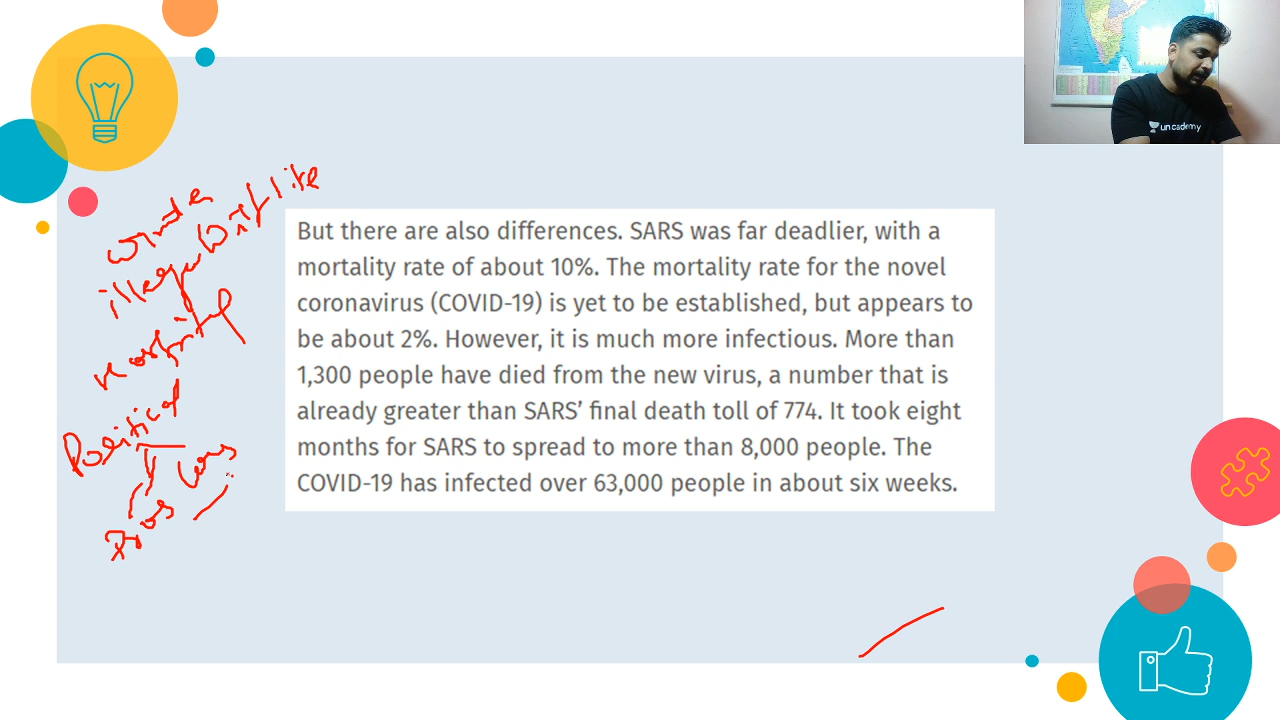 unacademy
But there are also differences. SARS was far deadlier, with a
mortality rate of about 10%. The mortality rate for the novel
coronavirus (COVID-19) is yet to be established, but appears to
be about 2%. However, it is much more infectious. More than
1,300 people have died from the new virus, a number that is
already greater than SARS’ final death toll of 774. It took eight
months for SARS to spread to more than 8,000 people. The
COVID-19 has infected over 63,000 people in about six weeks.
Political